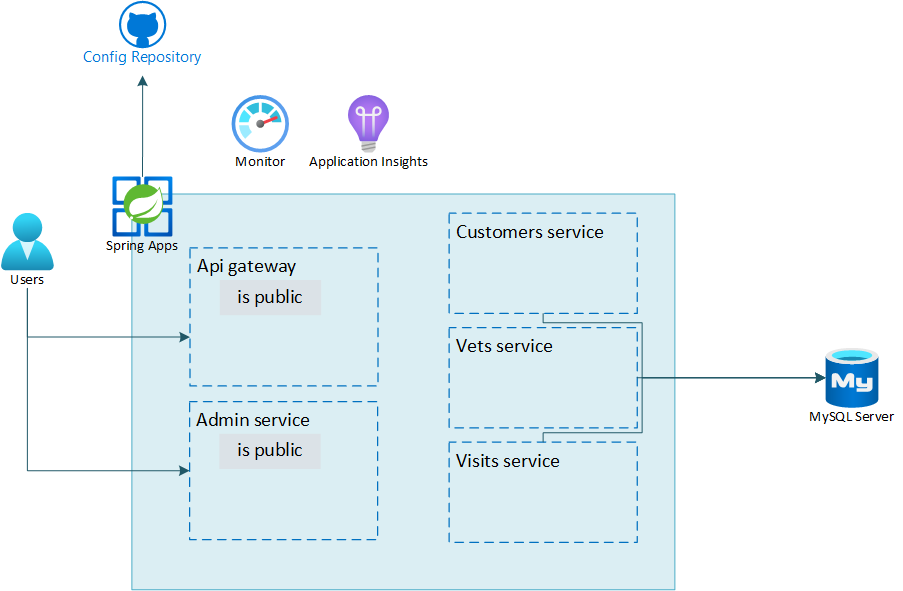 Config Repository
Monitor
Application Insights
Spring Apps
Users
Api gateway
is public
Admin service
is public
Customers service
Vets service
Visits service
My
MySQL Server